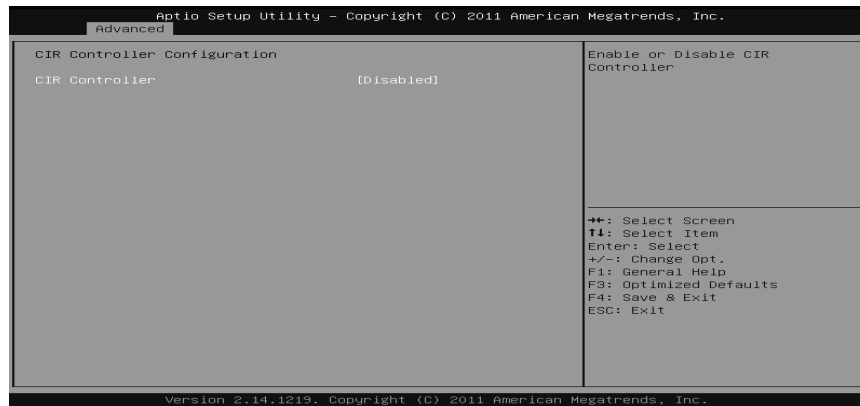 Aptio Setup Utility – Copyright (C) 2011 American Megatrends, Inc.
Advanced
CIR Controller Configuration
CIR Controller [Disabled]
Enable or Disable CIR
Controller
→←: Select Screen
↑↓: Select Item
Enter: Select
+/-: Change Opt.
F1: General Help
F3: Optimized Defaults
F4: Save & Exit
ESC: Exit
Version 2.14.1219. Copyright (C) 2011 American Megatrends, Inc.